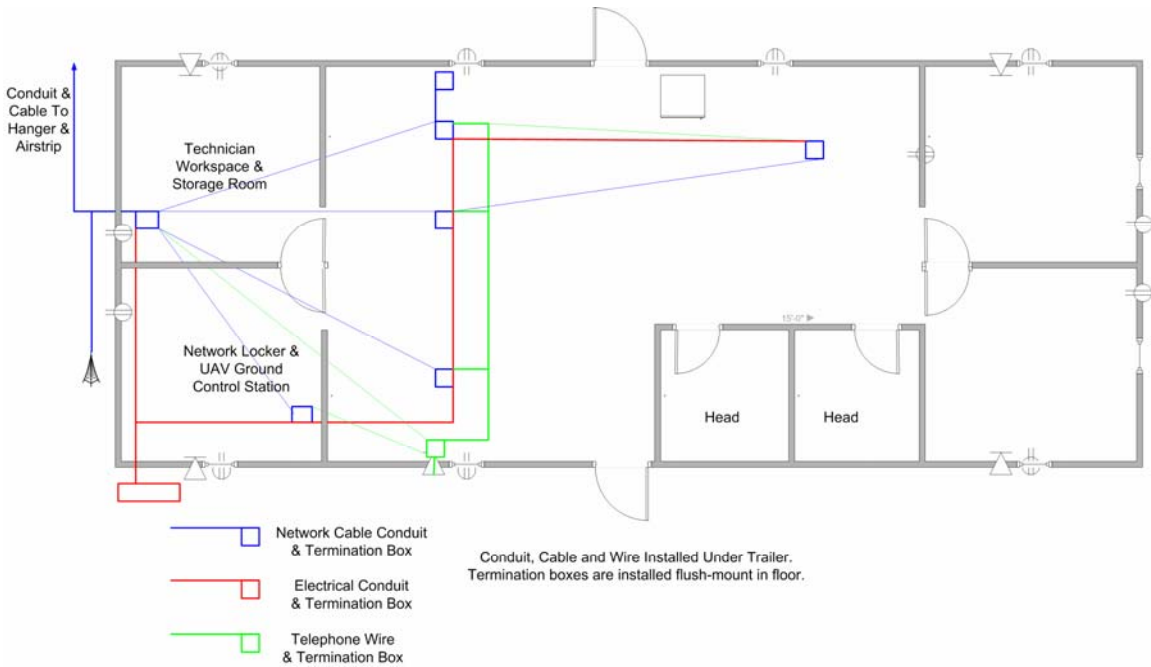 Conduit &
Cable To
Hanger &
Airstrip
Technician
Workspace &
Storage Room
Network Locker &
UAV Ground
Control Station
15'-0"
Head
Head
Network Cable Conduit
& Termination Box
Electrical Conduit
& Termination Box
Telephone Wire
& Termination Box
Conduit, Cable and Wire Installed Under Trailer.
Termination boxes are installed flush-mount in floor.